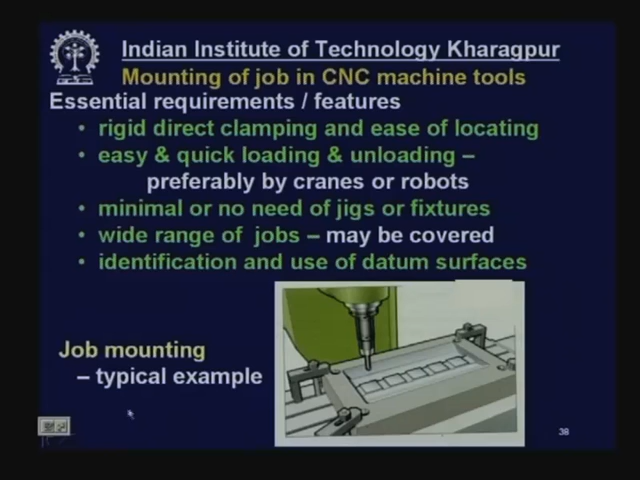 Indian Institute of Technology Kharagpur
Mounting of job in CNC machine tools
Essential requirements / features
• rigid direct clamping and ease of locating
• easy & quick loading & unloading –
preferably by cranes or robots
• minimal or no need of jigs or fixtures
• wide range of jobs – may be covered
• identification and use of datum surfaces
Job mounting
– typical example
38